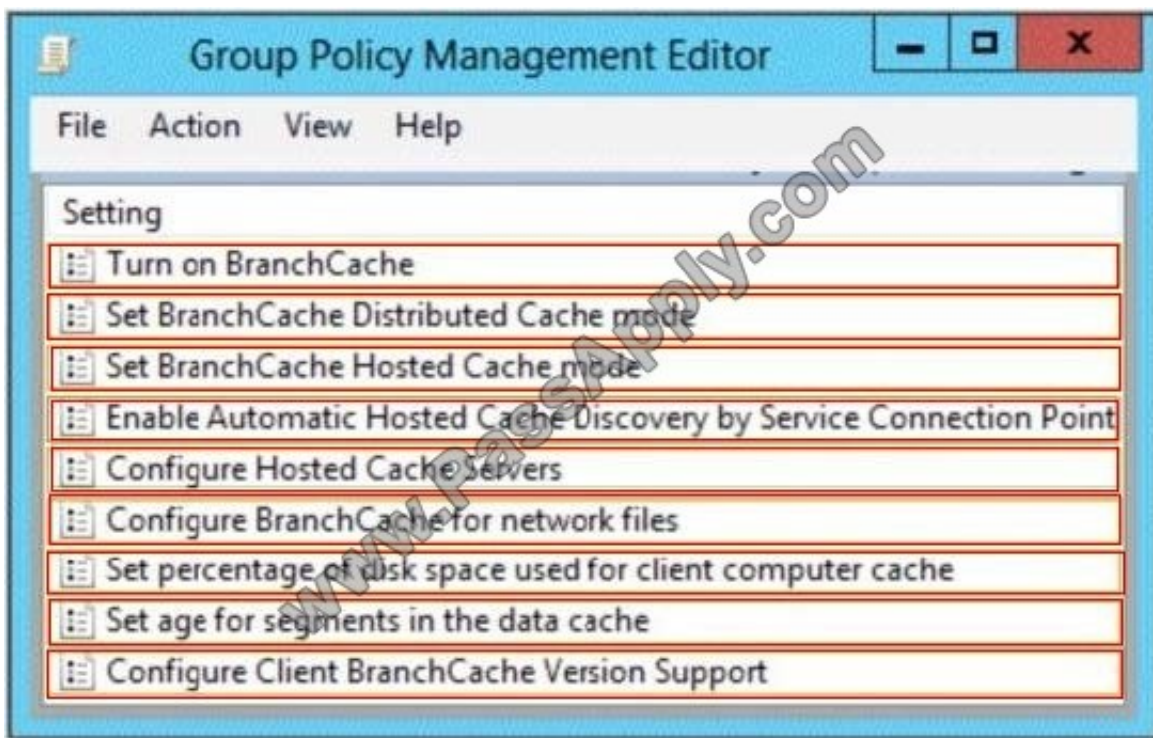 Group Policy Management Editor
File Action View Help
Setting
Turn on BranchCache
Set BranchCache Distributed Cache mode
Set BranchCache Hosted Cache mode
Enable Automatic Hosted Cache Discovery by Service Connection Point
Configure Hosted Cache Servers
Configure BranchCache for network files
Set percentage of disk space used for client computer cache
Set age for segments in the data cache
Configure Client BranchCache Version Support
www.PassApply.com